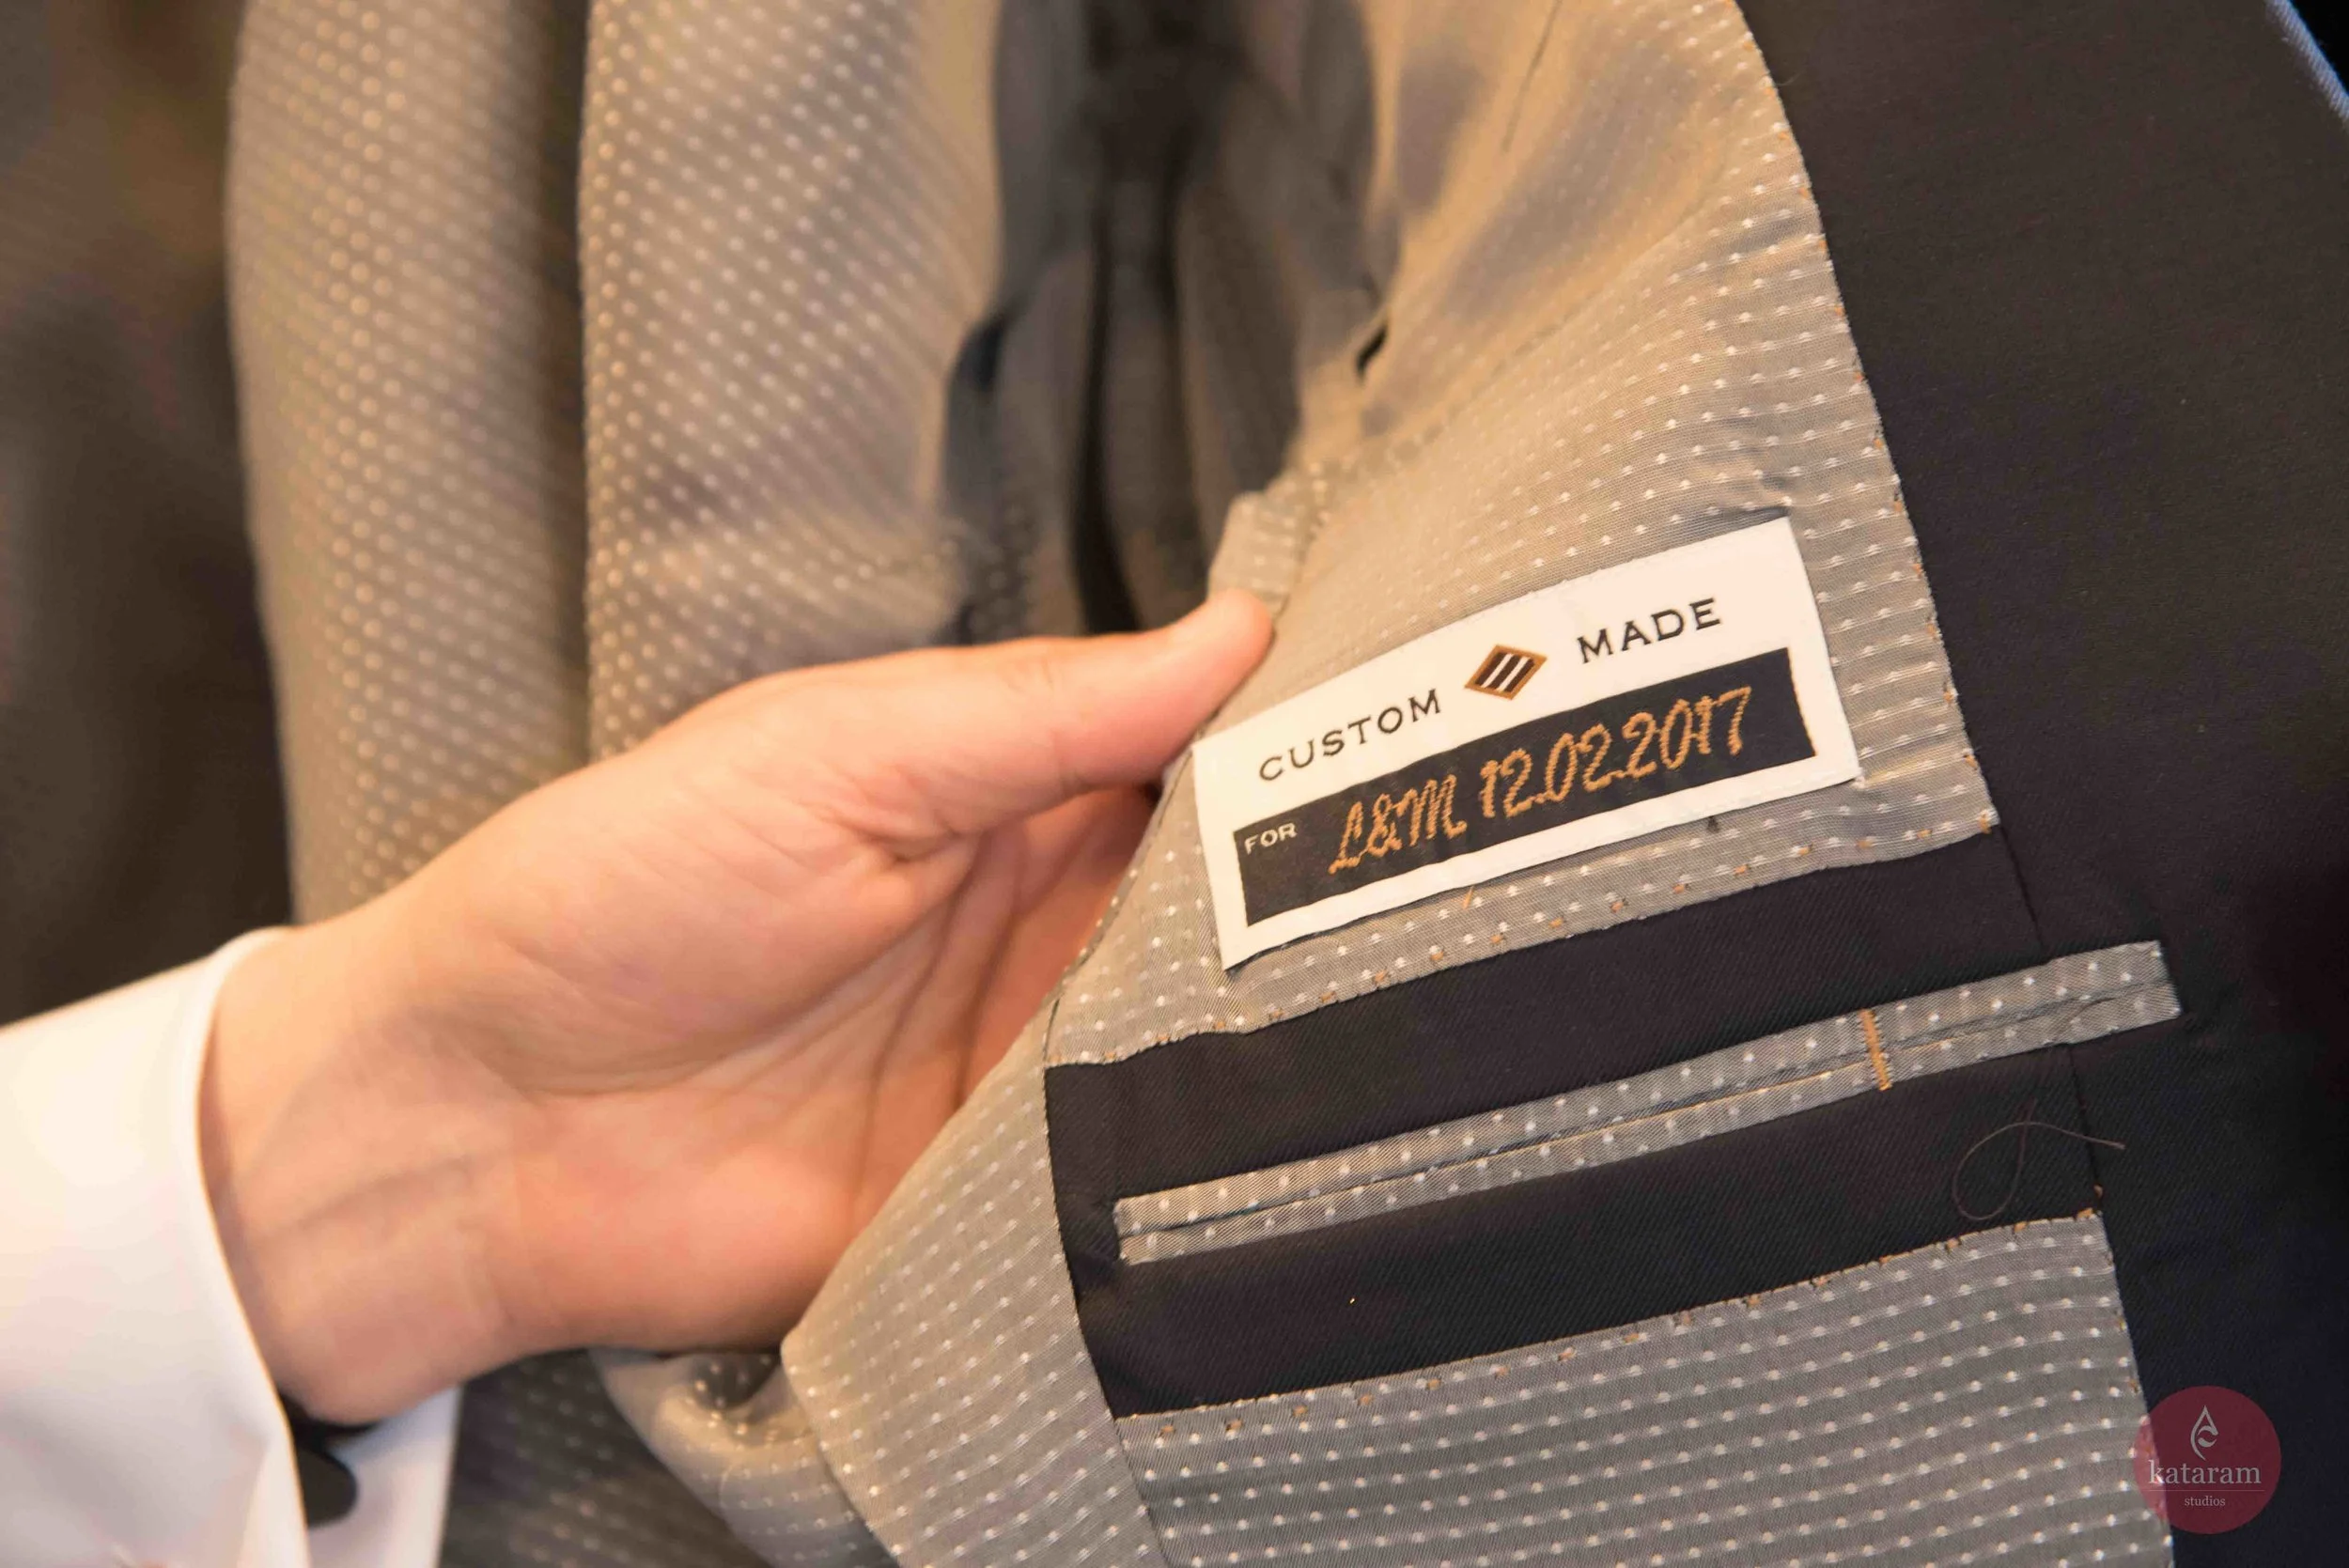 CUSTOM MADE
FOR L&M 12.02.2017
kataram
studios